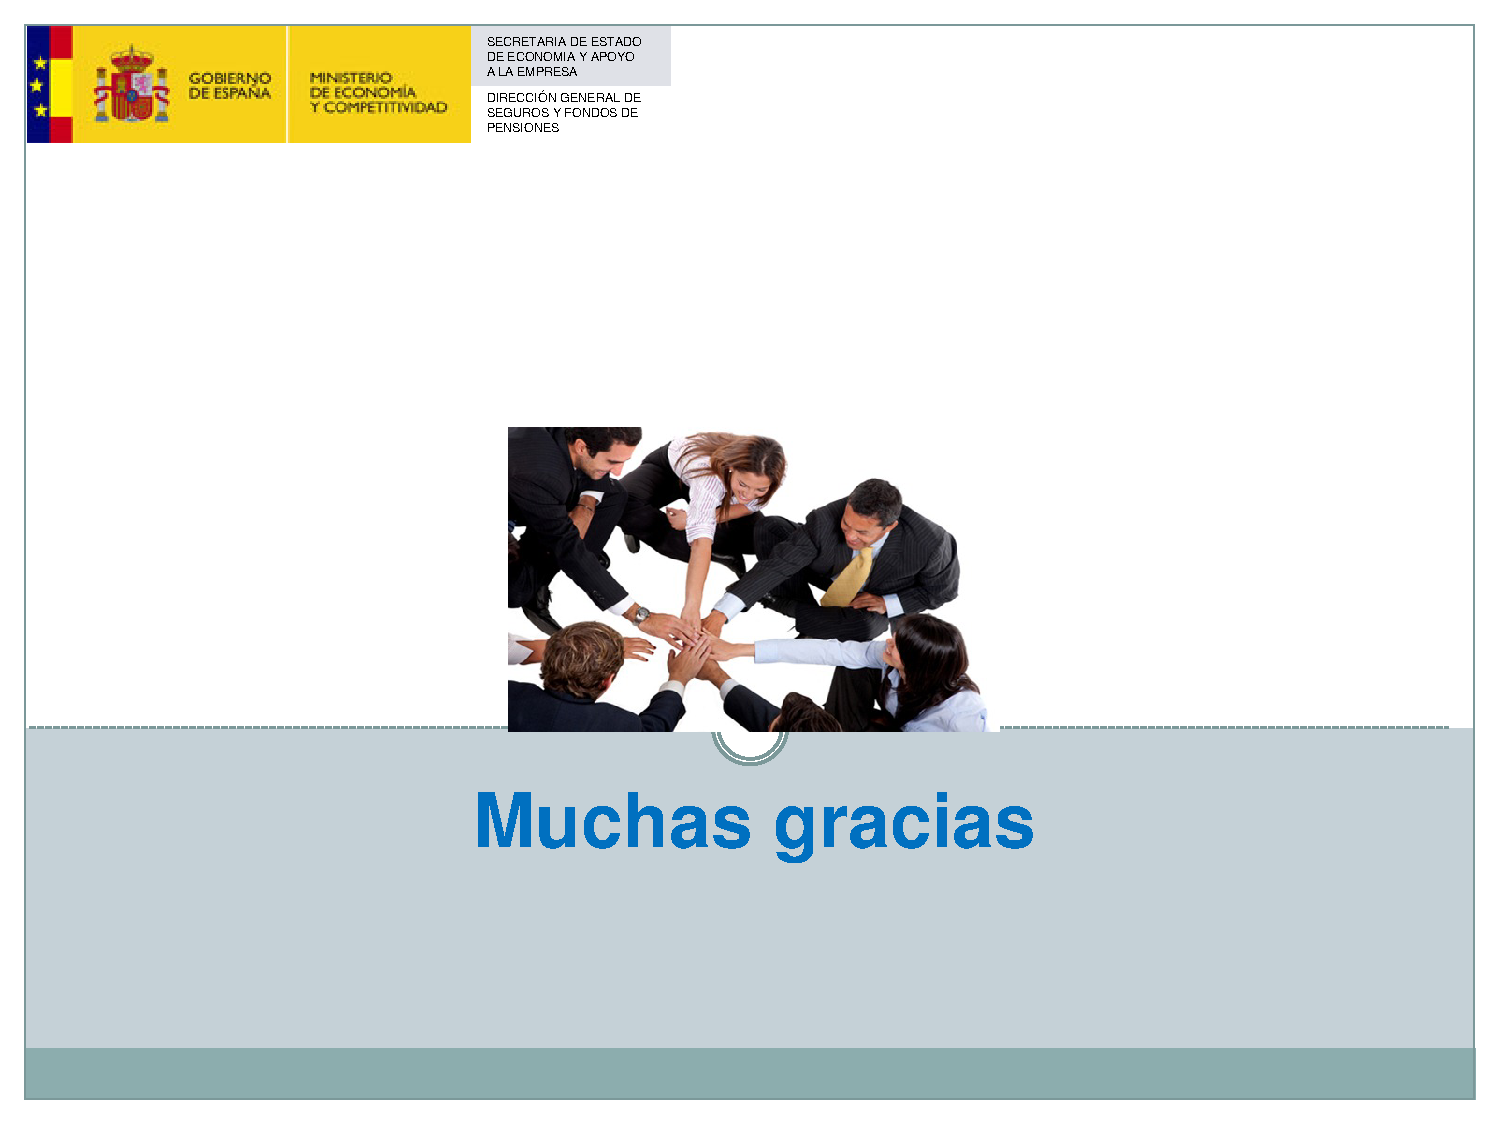 GOBIERNO
DE ESPAÑA
MINISTERIO
DE ECONOMÍA
Y COMPETITIVIDAD
SECRETARIA DE ESTADO
DE ECONOMIA Y APOYO
A LA EMPRESA
DIRECCIÓN GENERAL DE
SEGUROS Y FONDOS DE
PENSIONES
Muchas gracias